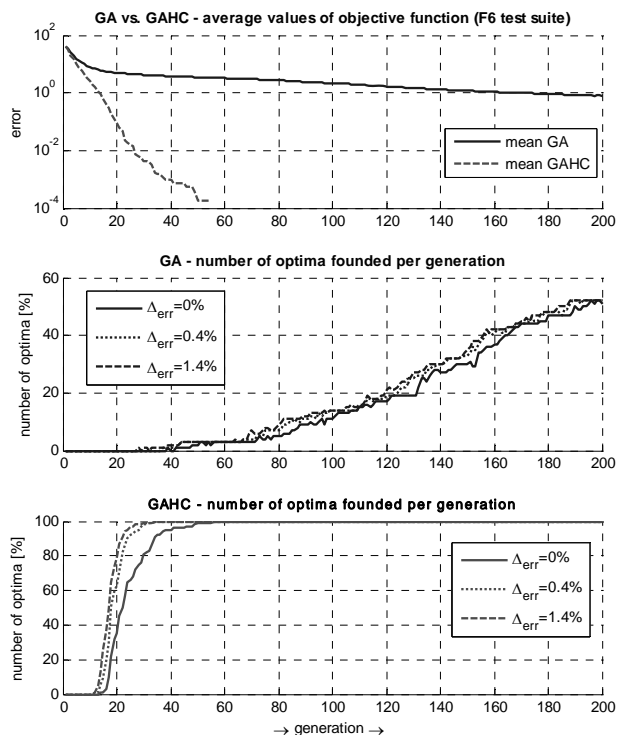 GA vs. GAHC - average values of objective function (F6 test suite)
10^2
10^0
10^-2
10^-4
error
mean GA
mean GAHC
0 20 40 60 80 100 120 140 160 180 200
GA - number of optima founded per generation
60
40
20
0
number of optima [%]
Δerr=0%
Δerr=0.4%
Δerr=1.4%
0 20 40 60 80 100 120 140 160 180 200
GAHC - number of optima founded per generation
100
80
60
40
20
0
number of optima [%]
Δerr=0%
Δerr=0.4%
Δerr=1.4%
0 20 40 60 80 100 120 140 160 180 200
→ generation →